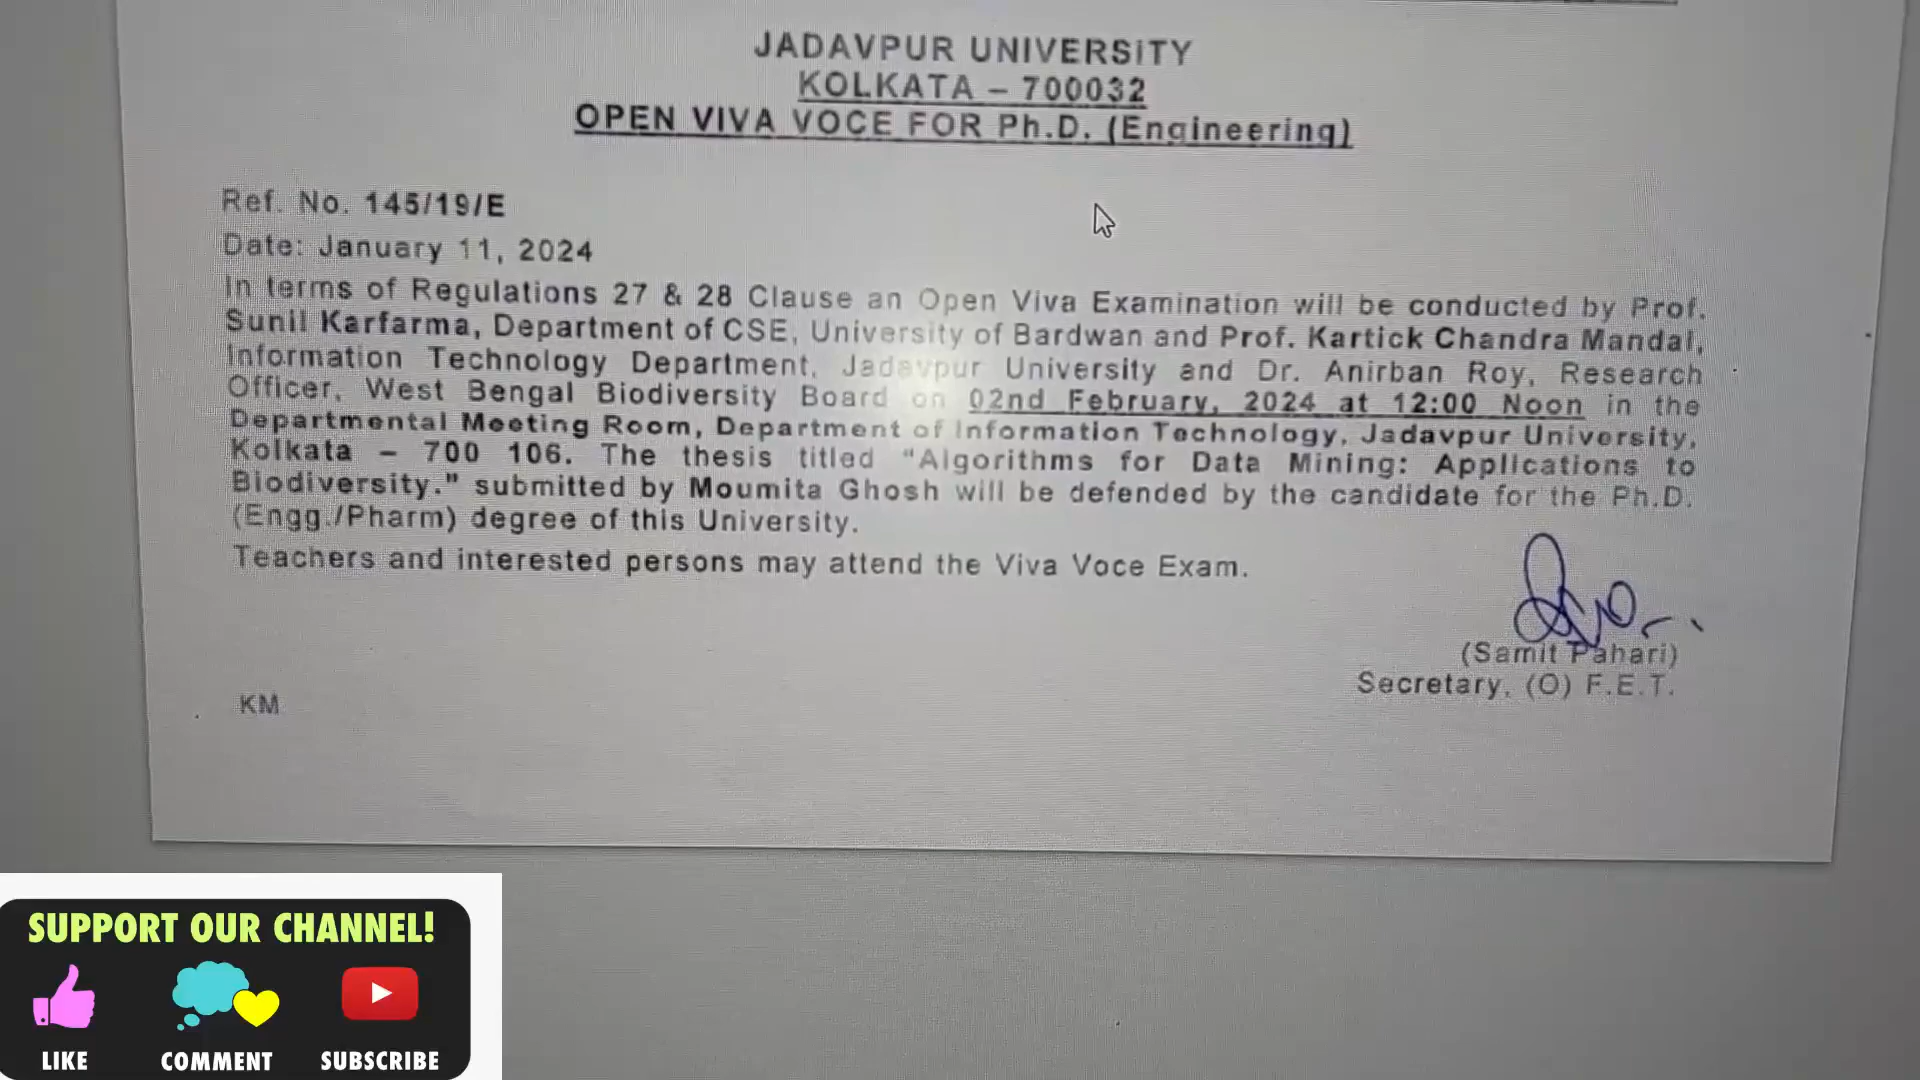 JADAVPUR UNIVERSITY
KOLKATA – 700032
OPEN VIVA VOCE FOR Ph.D. (Engineering)
Ref. No. 145/19/E
Date: January 11, 2024
In terms of Regulations 27 & 28 Clause an Open Viva Examination will be conducted by Prof.
Sunil Karfarma, Department of CSE, University of Bardwan and Prof. Kartick Chandra Mandal,
Information Technology Department, Jadavpur University and Dr. Anirban Roy, Research
Officer, West Bengal Biodiversity Board on 02nd February, 2024 at 12:00 Noon in the
Departmental Meeting Room, Department of Information Technology, Jadavpur University,
Kolkata – 700 106. The thesis titled "Algorithms for Data Mining: Applications to
Biodiversity." submitted by Moumita Ghosh will be defended by the candidate for the Ph.D.
(Engg./Pharm) degree of this University.
Teachers and interested persons may attend the Viva Voce Exam.
(Samit Pahari)
Secretary, (O) F.E.T.
KM
SUPPORT OUR CHANNEL!
LIKE COMMENT SUBSCRIBE